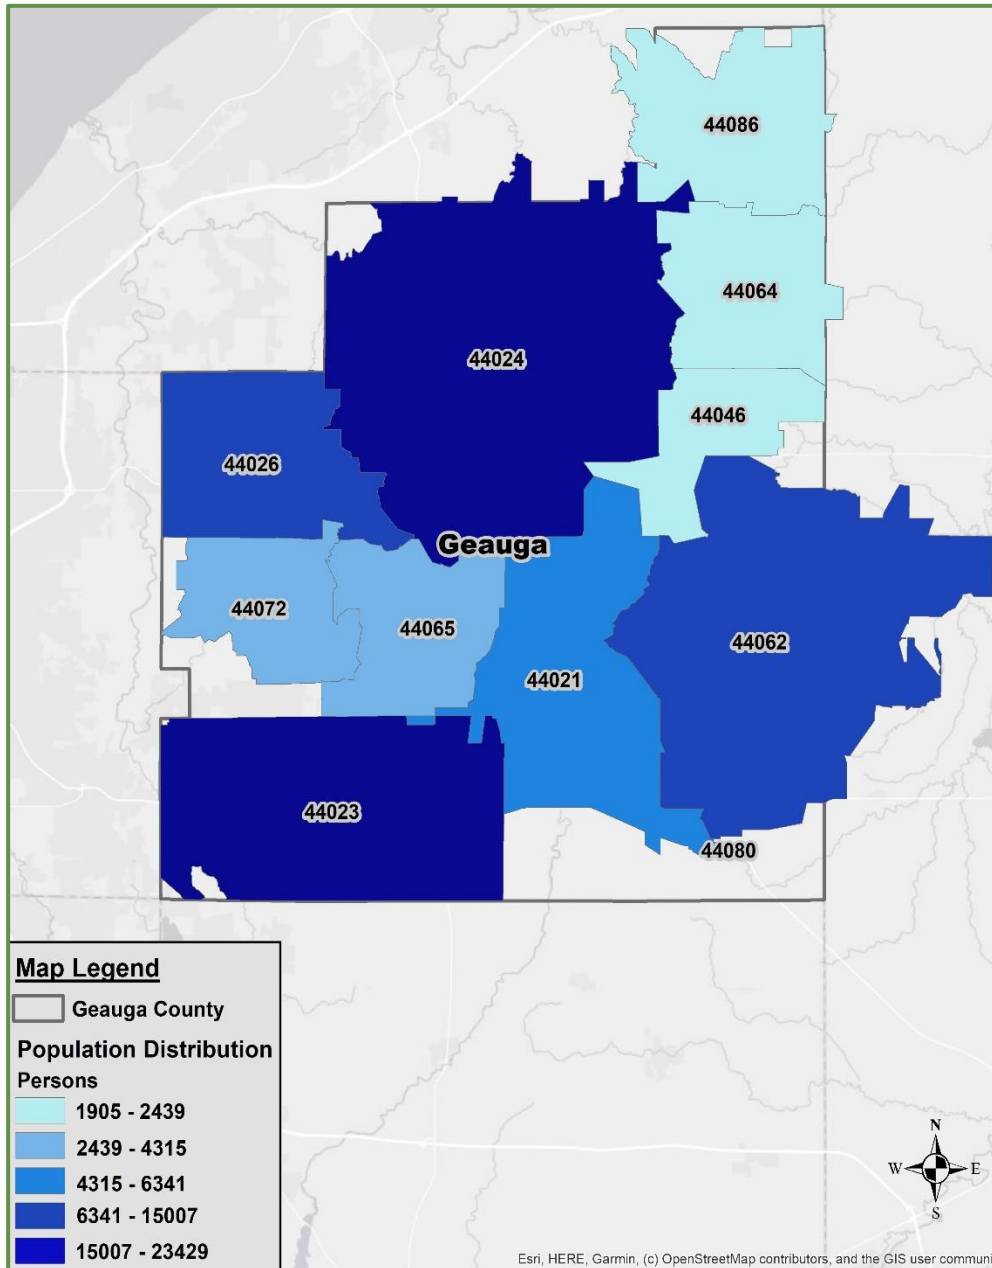 44086
44064
44024
44046
44026
Geauga
44072
44065
44062
44021
44023
44080
Map Legend
Geauga County
Population Distribution
Persons
1905 - 2439
2439 - 4315
4315 - 6341
6341 - 15007
15007 - 23429
N
W E
S
Esri, HERE, Garmin, (c) OpenStreetMap contributors, and the GIS user communi